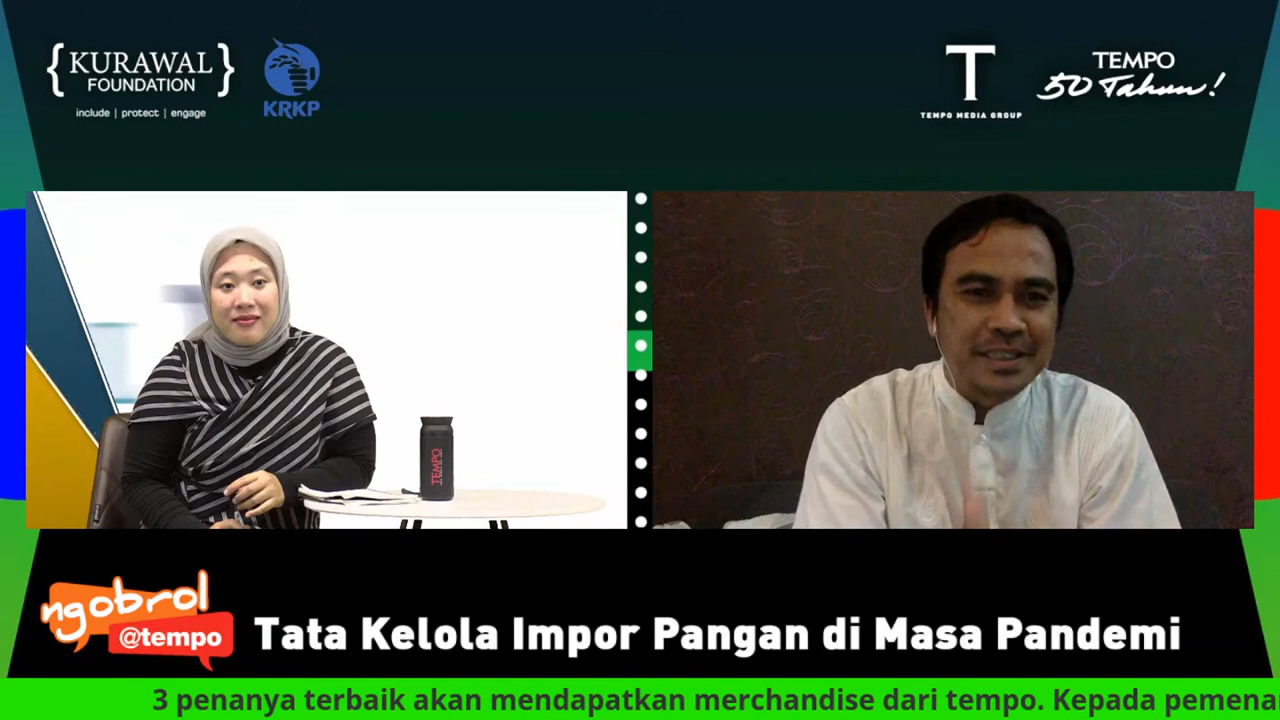 {KURAWAL}
FOUNDATION
include | protect | engage
KRKP
T
TEMPO MEDIA GROUP
TEMPO
50 Tahun!
TEMPO
ngobrol
@tempo
Tata Kelola Impor Pangan di Masa Pandemi
3 penanya terbaik akan mendapatkan merchandise dari tempo. Kepada pemena